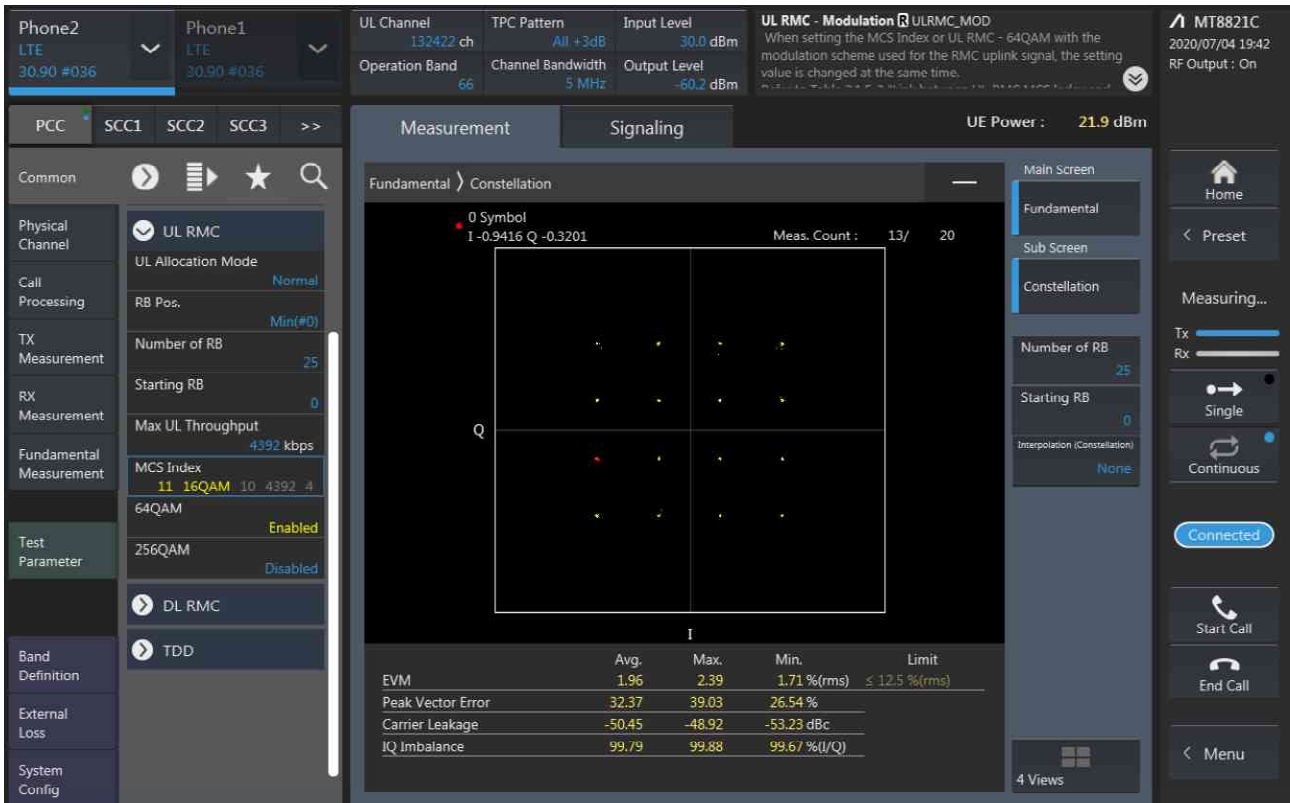 Phone2
LTE
30.90 #036
Phone1
LTE
30.90 #036
UL Channel
132422 ch
Operation Band
66
TPC Pattern
All +3dB
Channel Bandwidth
5 MHz
Input Level
30.0 dBm
Output Level
-60.2 dBm
UL RMC - Modulation R ULRMC_MOD
When setting the MCS Index or UL RMC - 64QAM with the
modulation scheme used for the RMC uplink signal, the setting
value is changed at the same time.
MT8821C
2020/07/04 19:42
RF Output : On
PCC SCC1 SCC2 SCC3 >>
Measurement
Signaling
UE Power : 21.9 dBm
Common
Physical
Channel
Call
Processing
TX
Measurement
RX
Measurement
Fundamental
Measurement
Test
Parameter
Band
Definition
External
Loss
System
Config
UL RMC
UL Allocation Mode
Normal
RB Pos.
Min(#0)
Number of RB
25
Starting RB
0
Max UL Throughput
4392 kbps
MCS Index
11 16QAM 10 4392 4
64QAM
Enabled
256QAM
Disabled
DL RMC
TDD
Fundamental 〉 Constellation
0 Symbol
I -0.9416 Q -0.3201
Meas. Count : 13/ 20
Q
I
Avg. Max. Min. Limit
EVM 1.96 2.39 1.71 %(rms) ≤ 12.5 %(rms)
Peak Vector Error 32.37 39.03 26.54 %
Carrier Leakage -50.45 -48.92 -53.23 dBc
IQ Imbalance 99.79 99.88 99.67 %(I/Q)
Main Screen
Fundamental
Sub Screen
Constellation
Number of RB
25
Starting RB
0
Interpolation (Constellation)
None
4 Views
Home
< Preset
Measuring...
Tx
Rx
Single
Continuous
Connected
Start Call
End Call
< Menu